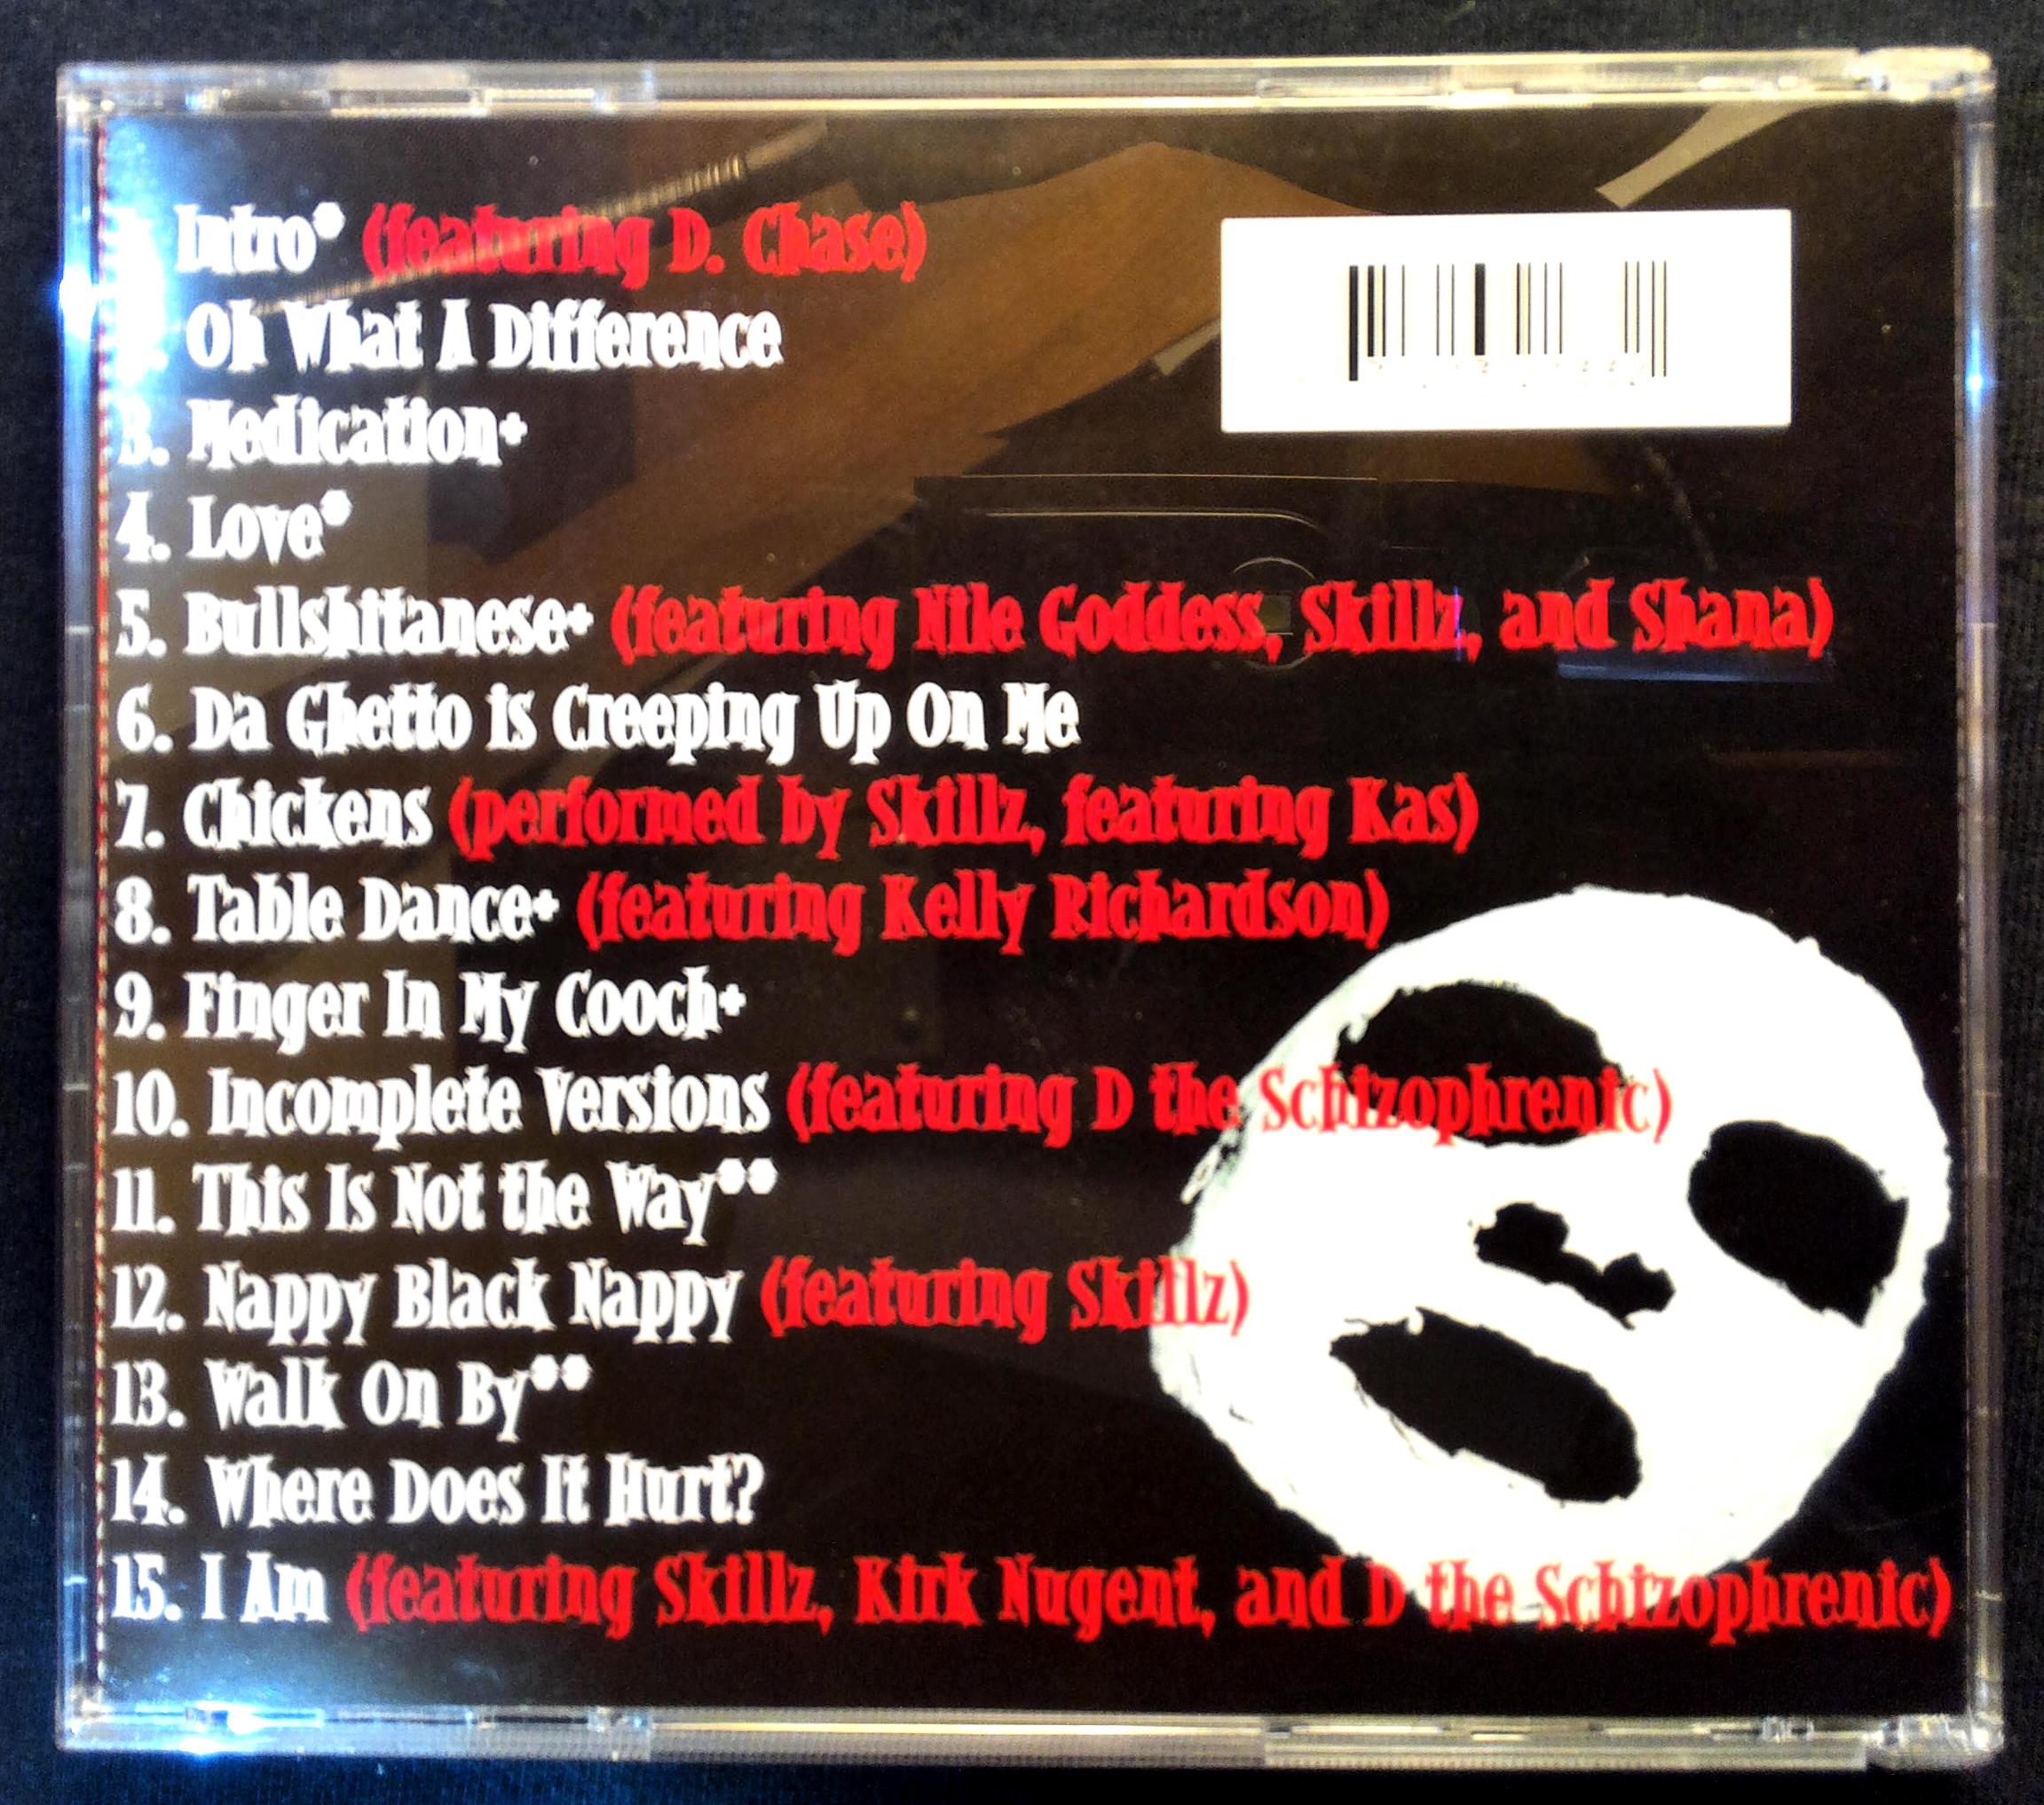 Intro* (featuring D. Chase)
Oh What A Difference
3. Medication+
4. Love*
5. Bullshitanese+ (featuring Nile Goddess, Skillz, and Shana)
6. Da Ghetto is Creeping Up On Me
7. Chickens (performed by Skillz, featuring Kas)
8. Table Dance+ (featuring Kelly Richardson)
9. Finger In My Cooch+
10. Incomplete Versions (featuring D the Schizophrenic)
11. This Is Not the Way**
12. Nappy Black Nappy (featuring Skillz)
13. Walk On By**
14. Where Does It Hurt?
15. I Am (featuring Skillz, Kirk Nugent, and D the Schizophrenic)